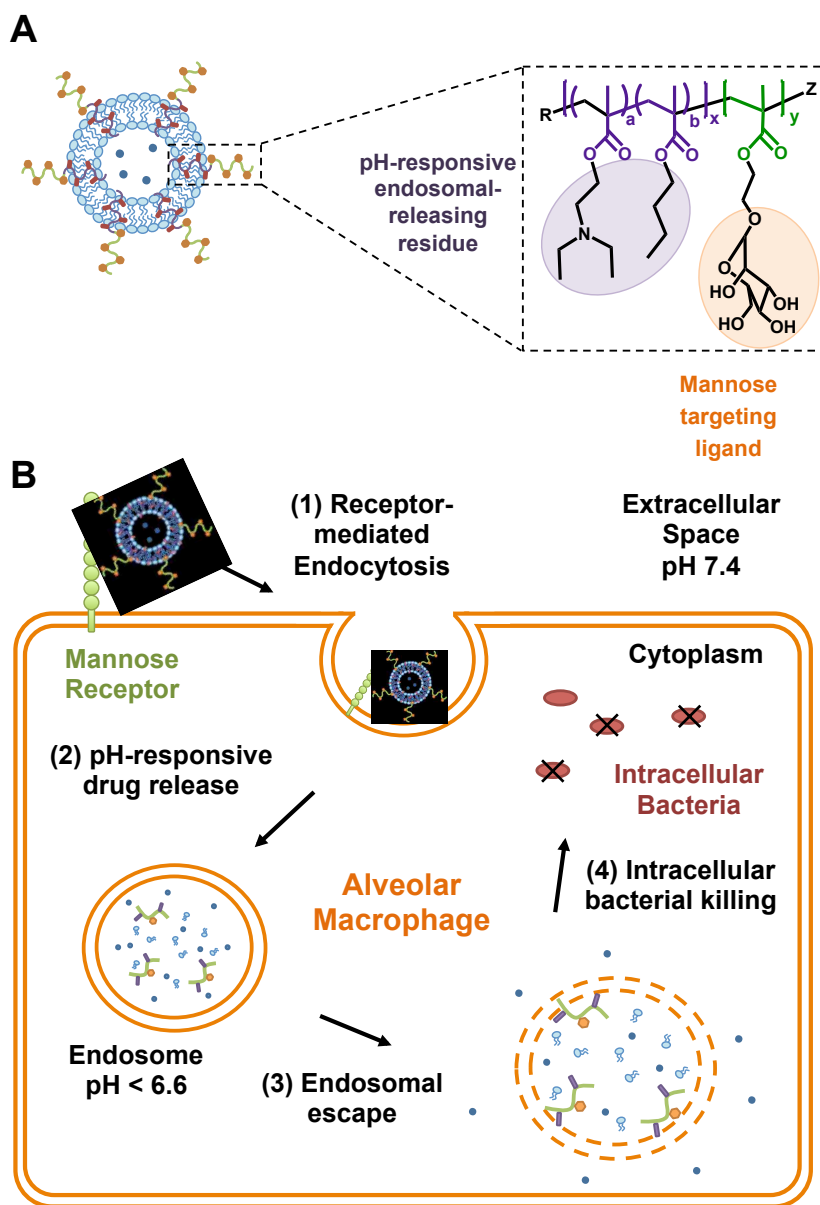 A
R
a
b
x
y
Z
O
O
O
O
O
O
N
O
O
HO
OH
HO
OH
pH-responsive
endosomal-
releasing
residue
Mannose
targeting
ligand
B
(1) Receptor-
mediated
Endocytosis
Extracellular
Space
pH 7.4
Mannose
Receptor
Cytoplasm
(2) pH-responsive
drug release
Intracellular
Bacteria
Alveolar
Macrophage
(4) Intracellular
bacterial killing
Endosome
pH < 6.6
(3) Endosomal
escape